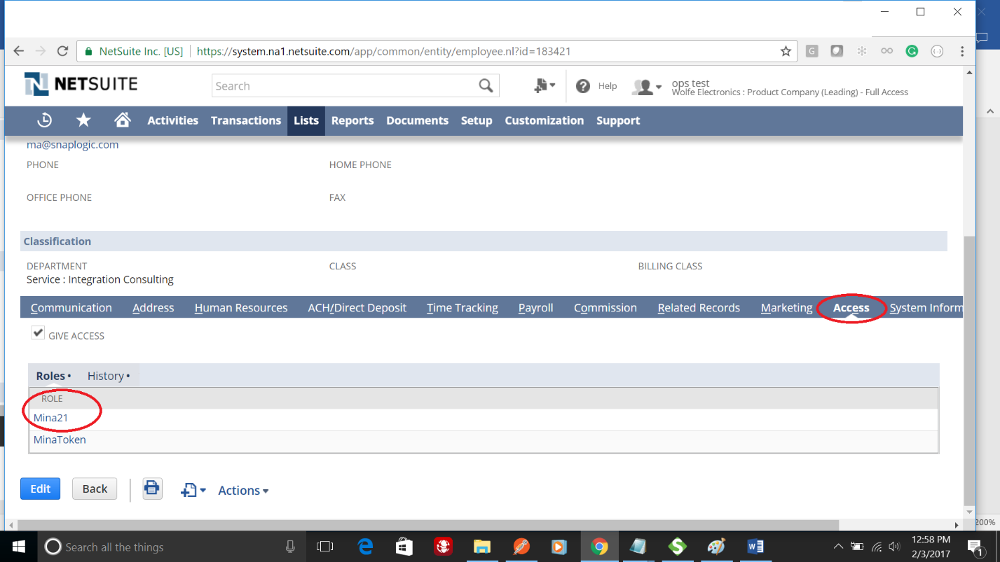 NetSuite Inc. [US] https://system.na1.netsuite.com/app/common/entity/employee.nl?id=183421
NETSUITE
Search
Help
ops test
Wolfe Electronics : Product Company (Leading) - Full Access
Activities Transactions Lists Reports Documents Setup Customization Support
ma@snaplogic.com
PHONE HOME PHONE
OFFICE PHONE FAX
Classification
DEPARTMENT CLASS BILLING CLASS
Service : Integration Consulting
Communication Address Human Resources ACH/Direct Deposit Time Tracking Payroll Commission Related Records Marketing Access System Inform
GIVE ACCESS
Roles • History •
ROLE
Mina21
MinaToken
Edit Back Actions
200%
Search all the things
12:58 PM
2/3/2017
1